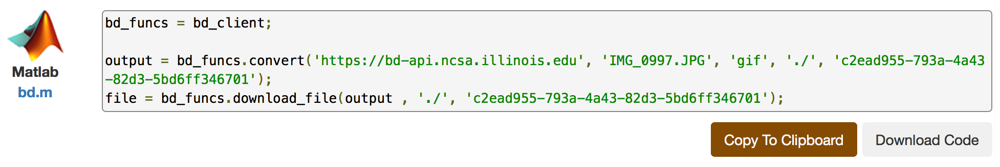 Matlab
bd.m
bd_funcs = bd_client;
output = bd_funcs.convert('https://bd-api.ncsa.illinois.edu', 'IMG_0997.JPG', 'gif', './', 'c2ead955-793a-4a43
-82d3-5bd6ff346701');
file = bd_funcs.download_file(output , './', 'c2ead955-793a-4a43-82d3-5bd6ff346701');
Copy To Clipboard
Download Code